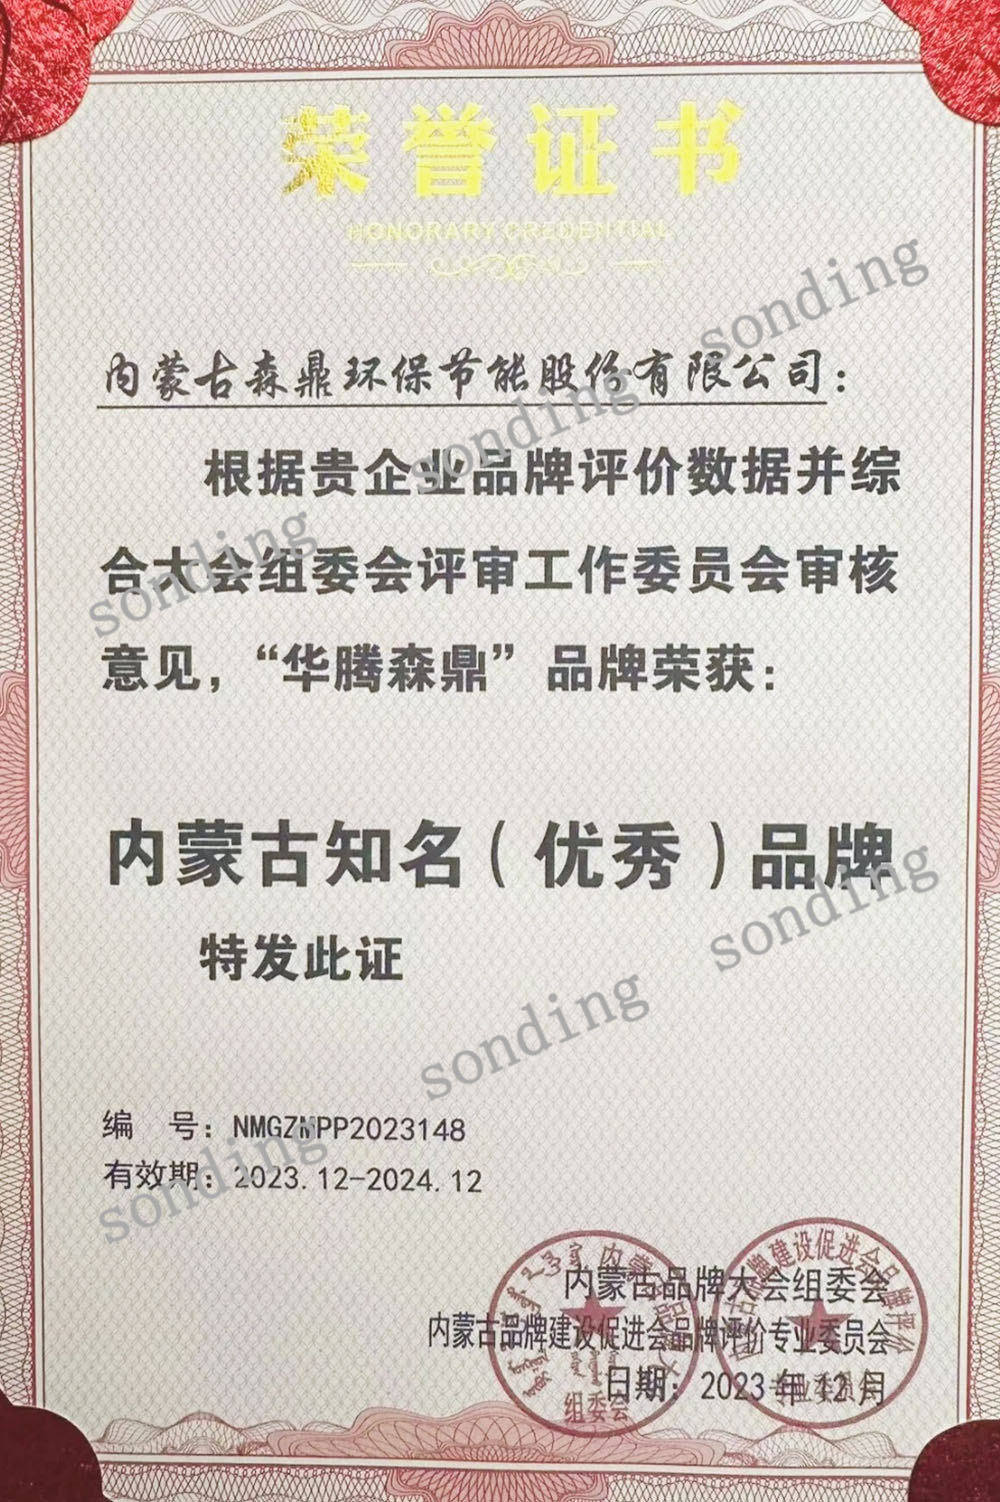 荣誉证书
HONORARY CREDENTIAL
内蒙古森鼎环保节能股份有限公司：
根据贵企业品牌评价数据并综
合大会组委会评审工作委员会审核
意见，“华腾森鼎”品牌荣获：
内蒙古知名（优秀）品牌
特发此证
编 号：NMGZMPP2023148
有效期：2023.12-2024.12
内蒙古品牌大会组委会
内蒙古品牌建设促进会品牌评价专业委员会
日期：2023 年 12 月
组委会
sonding
sonding
sonding
sonding
sonding
sonding